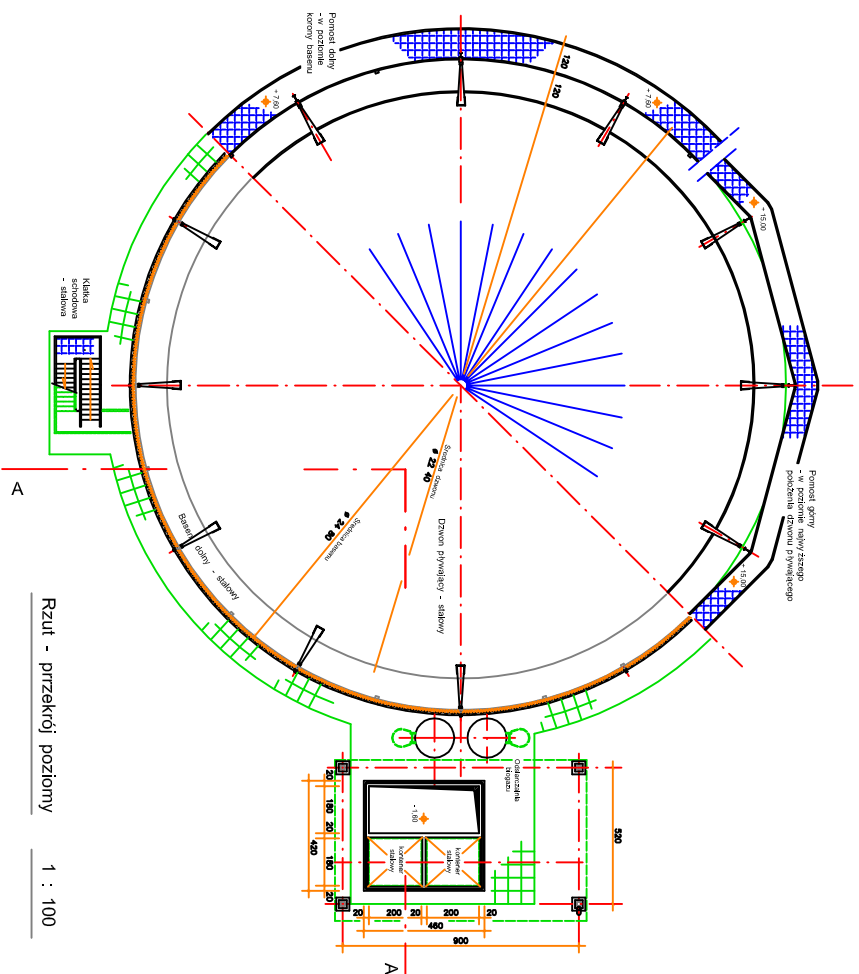 Pomost dolny
- w poziomie
korony basenu
+ 7,60
120
120
+ 7,60
+ 15,00
Klatka
schodowa
- stalowa
Pomost górny
- w poziomie najwyższego
położenia dzwonu pływającego
+ 15,00
Średnica dzwonu
ø 22 40
Średnica basenu
ø 24 80
Dzwon pływający - stalowy
Basen dolny - stalowy
A
Odsiarczalnia
biogazu
- 1,60
kontener
stalowy
kontener
stalowy
20
180
20
180
20
420
520
20
200
20
200
20
460
900
A
Rzut - przzekrój poziomy 1 : 100